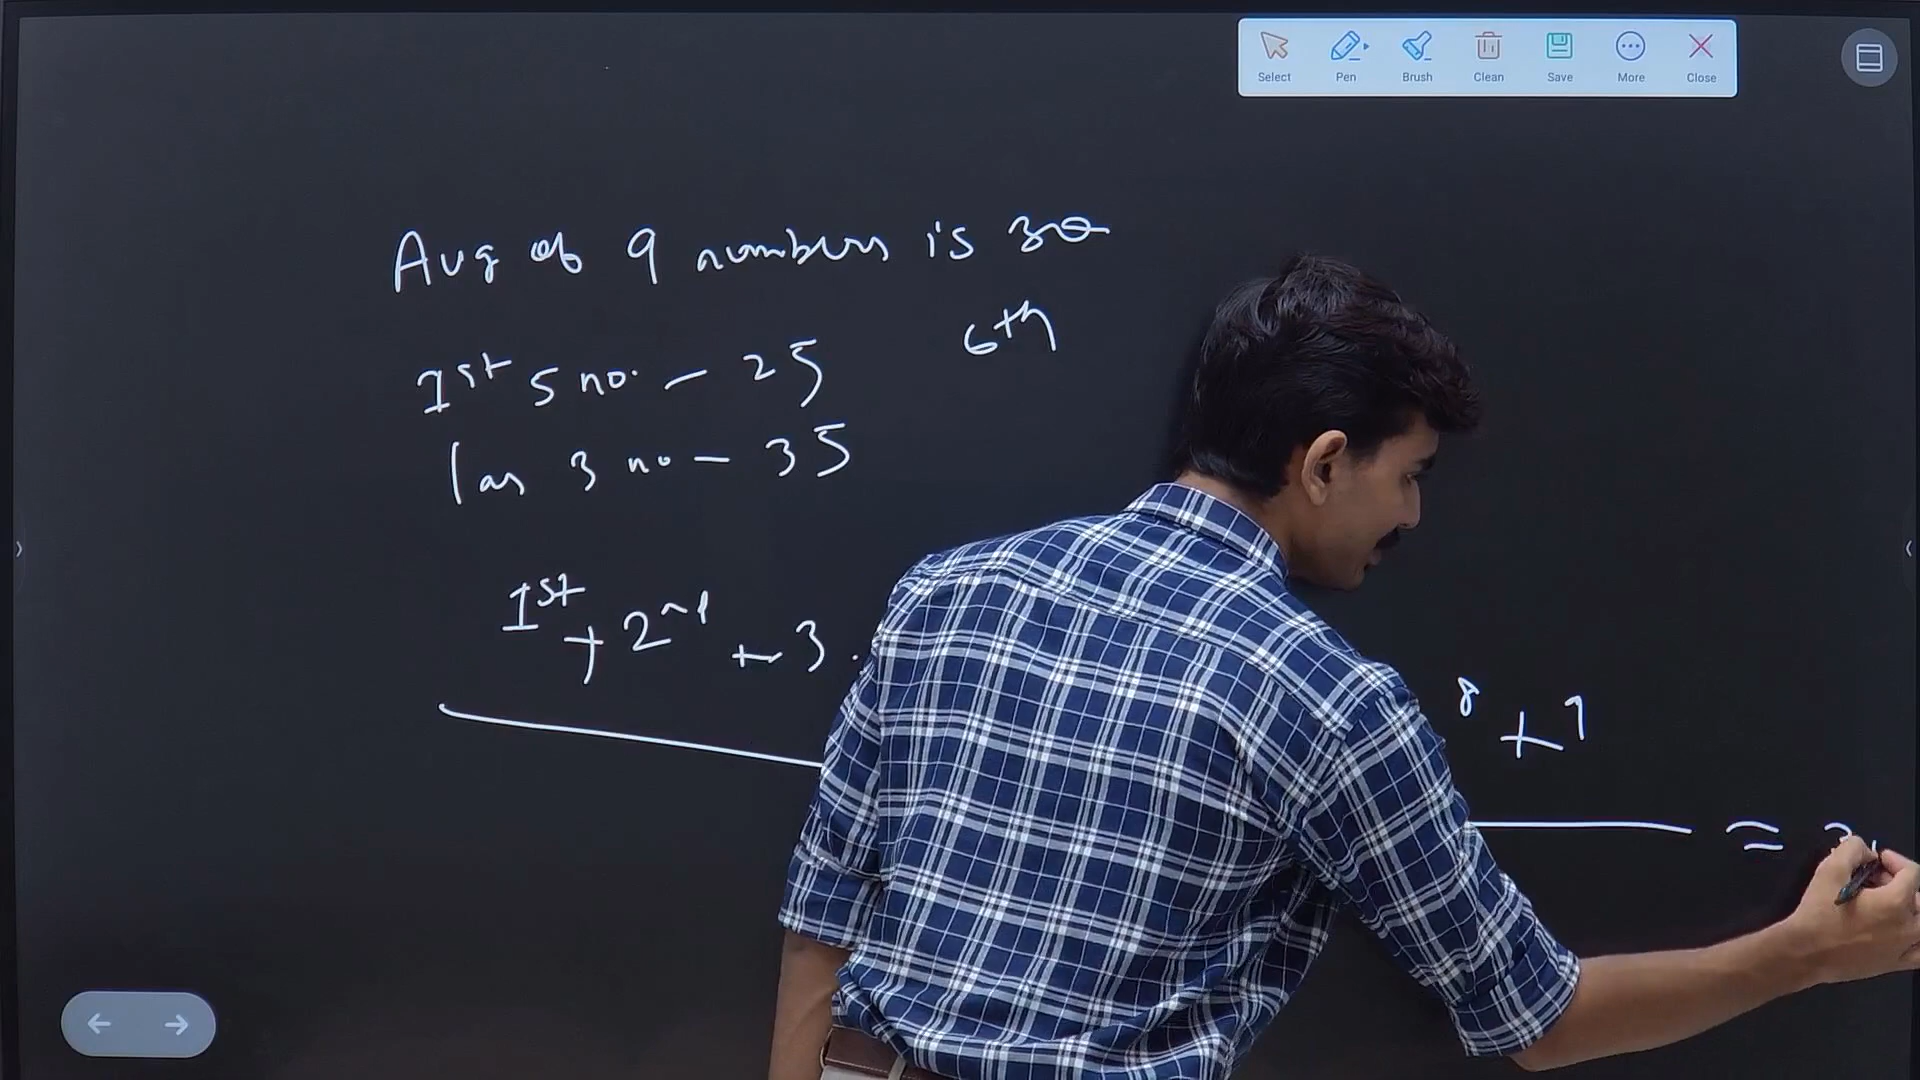 Select Pen Brush Clean Save More Close
Avg of 9 numbers is 30
6th
1st 5 no. - 25
las 3 no - 35
1st + 2nd + 3 . 8 + 9
=